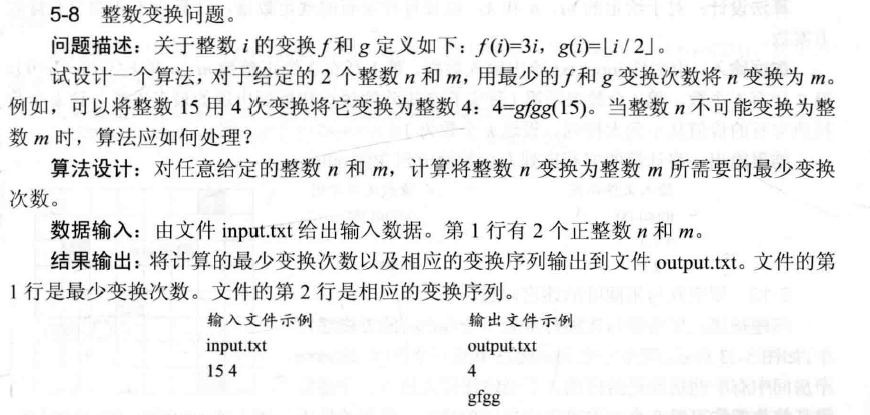 5-8 整数变换问题。
问题描述：关于整数 i 的变换 f 和 g 定义如下：f(i)=3i，g(i)=⌊i / 2⌋。
试设计一个算法，对于给定的 2 个整数 n 和 m，用最少的 f 和 g 变换次数将 n 变换为 m。
例如，可以将整数 15 用 4 次变换将它变换为整数 4：4=gfgg(15)。当整数 n 不可能变换为整
数 m 时，算法应如何处理？
算法设计：对任意给定的整数 n 和 m，计算将整数 n 变换为整数 m 所需要的最少变换
次数。
数据输入：由文件 input.txt 给出输入数据。第 1 行有 2 个正整数 n 和 m。
结果输出：将计算的最少变换次数以及相应的变换序列输出到文件 output.txt。文件的第
1 行是最少变换次数。文件的第 2 行是相应的变换序列。
输入文件示例 输出文件示例
input.txt output.txt
15 4 4
gfgg